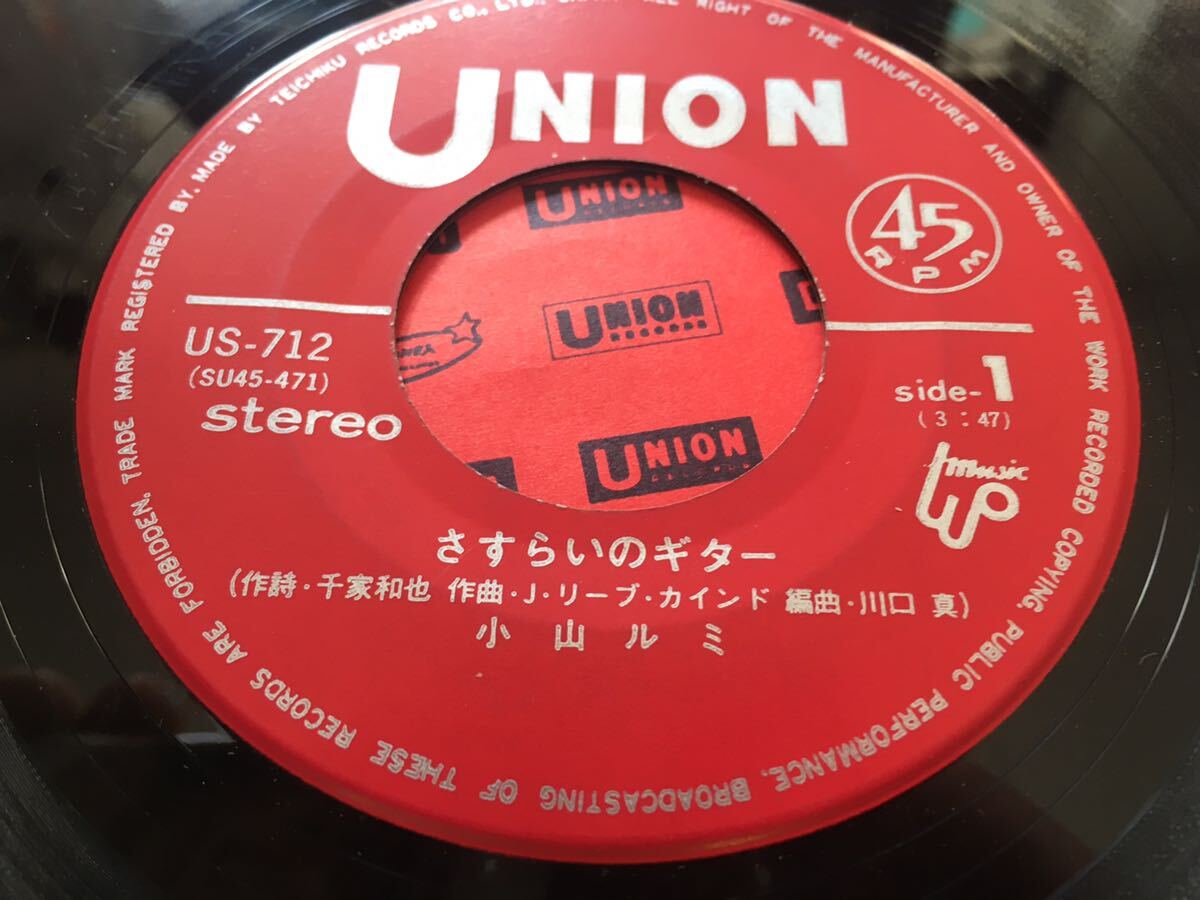 UNION
45
RPM
US-712
(SU45-471)
stereo
side-1
(3:47)
music
さすらいのギター
(作詩・千家和也 作曲・J・リーブ・カインド 編曲・川口 真)
小山ルミ
TRADE MARK REGISTERED BY. MADE BY TEICHIKU RECORDS CO., LTD. ALL RIGHT OF THE MANUFACTURER AND OWNER OF THE WORK RECORDED COPYING, PUBLIC PERFORMANCE, BROADCASTING OF THESE RECORDS ARE FORBIDDEN.
UNION
UNION
RECORDS
UNION